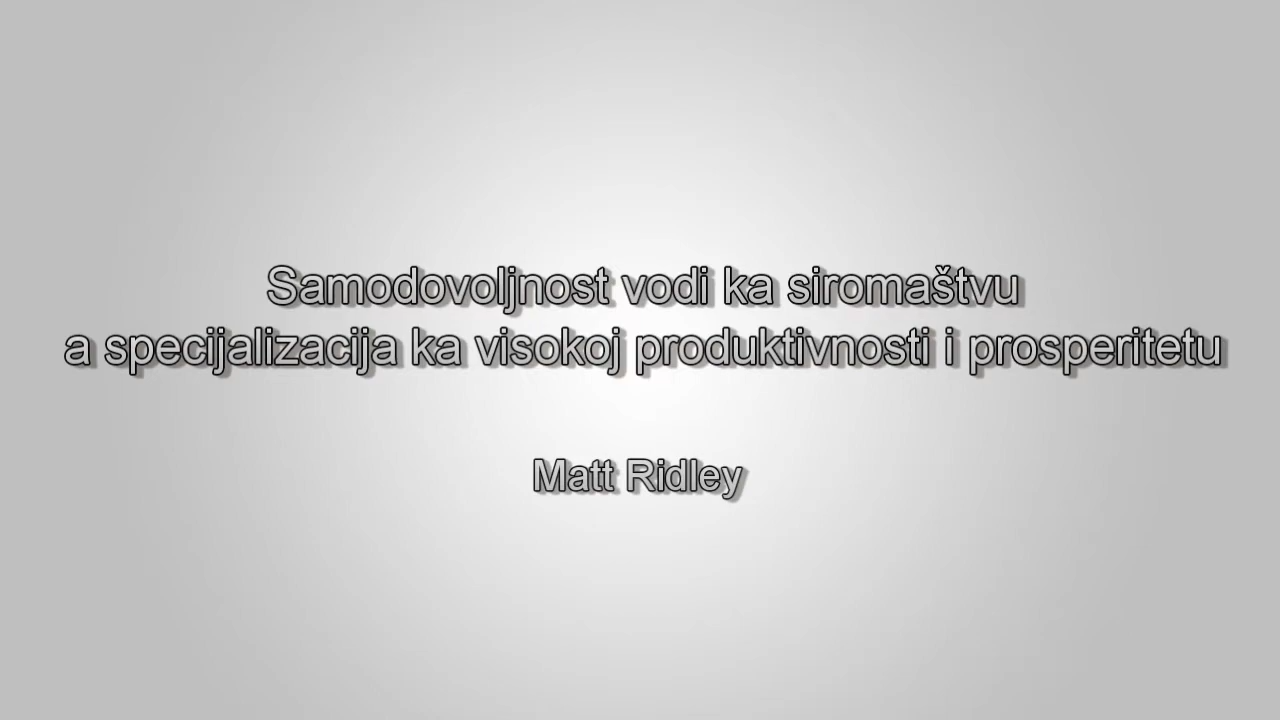 Samodovoljnost vodi ka siromaštvu
a specijalizacija ka visokoj produktivnosti i prosperitetu
Matt Ridley